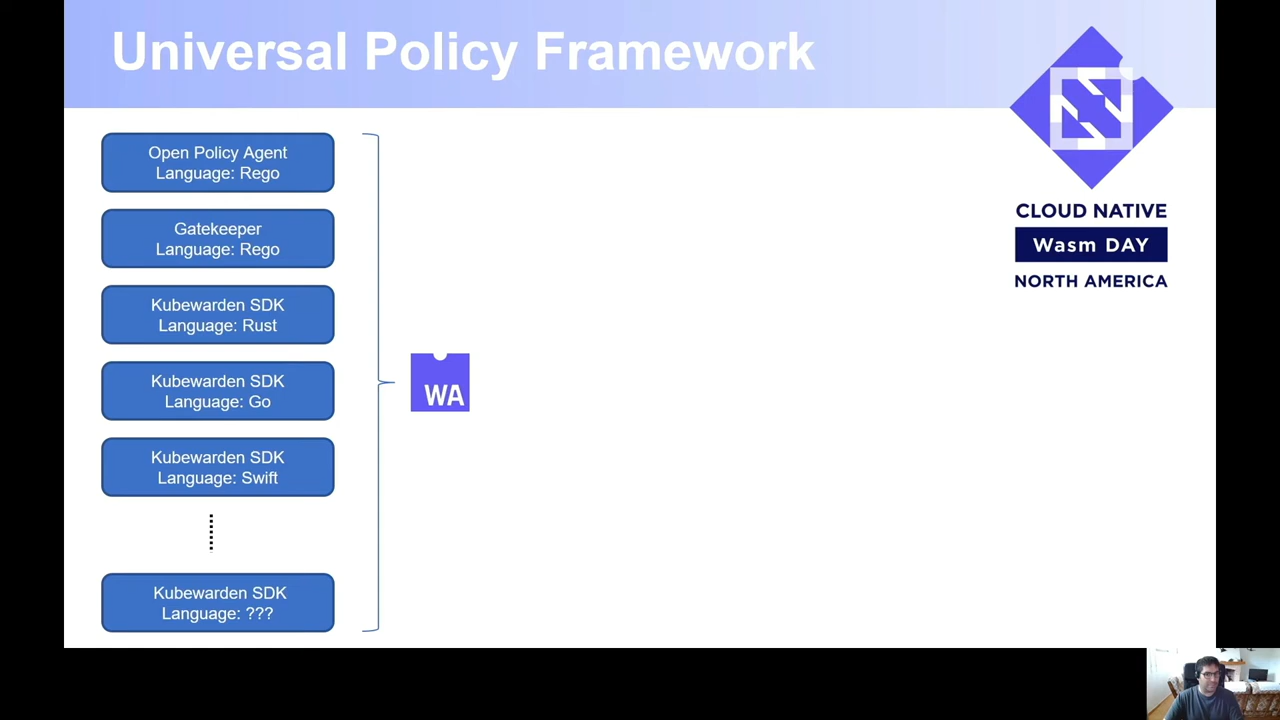 Universal Policy Framework
Open Policy Agent
Language: Rego
Gatekeeper
Language: Rego
Kubewarden SDK
Language: Rust
Kubewarden SDK
Language: Go
Kubewarden SDK
Language: Swift
Kubewarden SDK
Language: ???
WA
CLOUD NATIVE
Wasm DAY
NORTH AMERICA